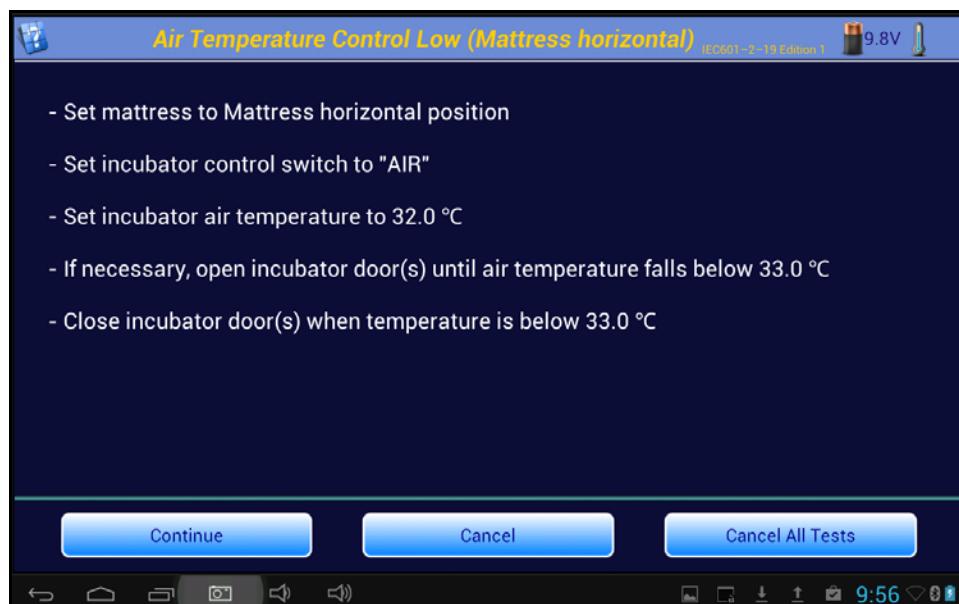 Air Temperature Control Low (Mattress horizontal) IEC601-2-19 Edition 1 9.8V
- Set mattress to Mattress horizontal position
- Set incubator control switch to "AIR"
- Set incubator air temperature to 32.0 °C
- If necessary, open incubator door(s) until air temperature falls below 33.0 °C
- Close incubator door(s) when temperature is below 33.0 °C
Continue Cancel Cancel All Tests
9:56